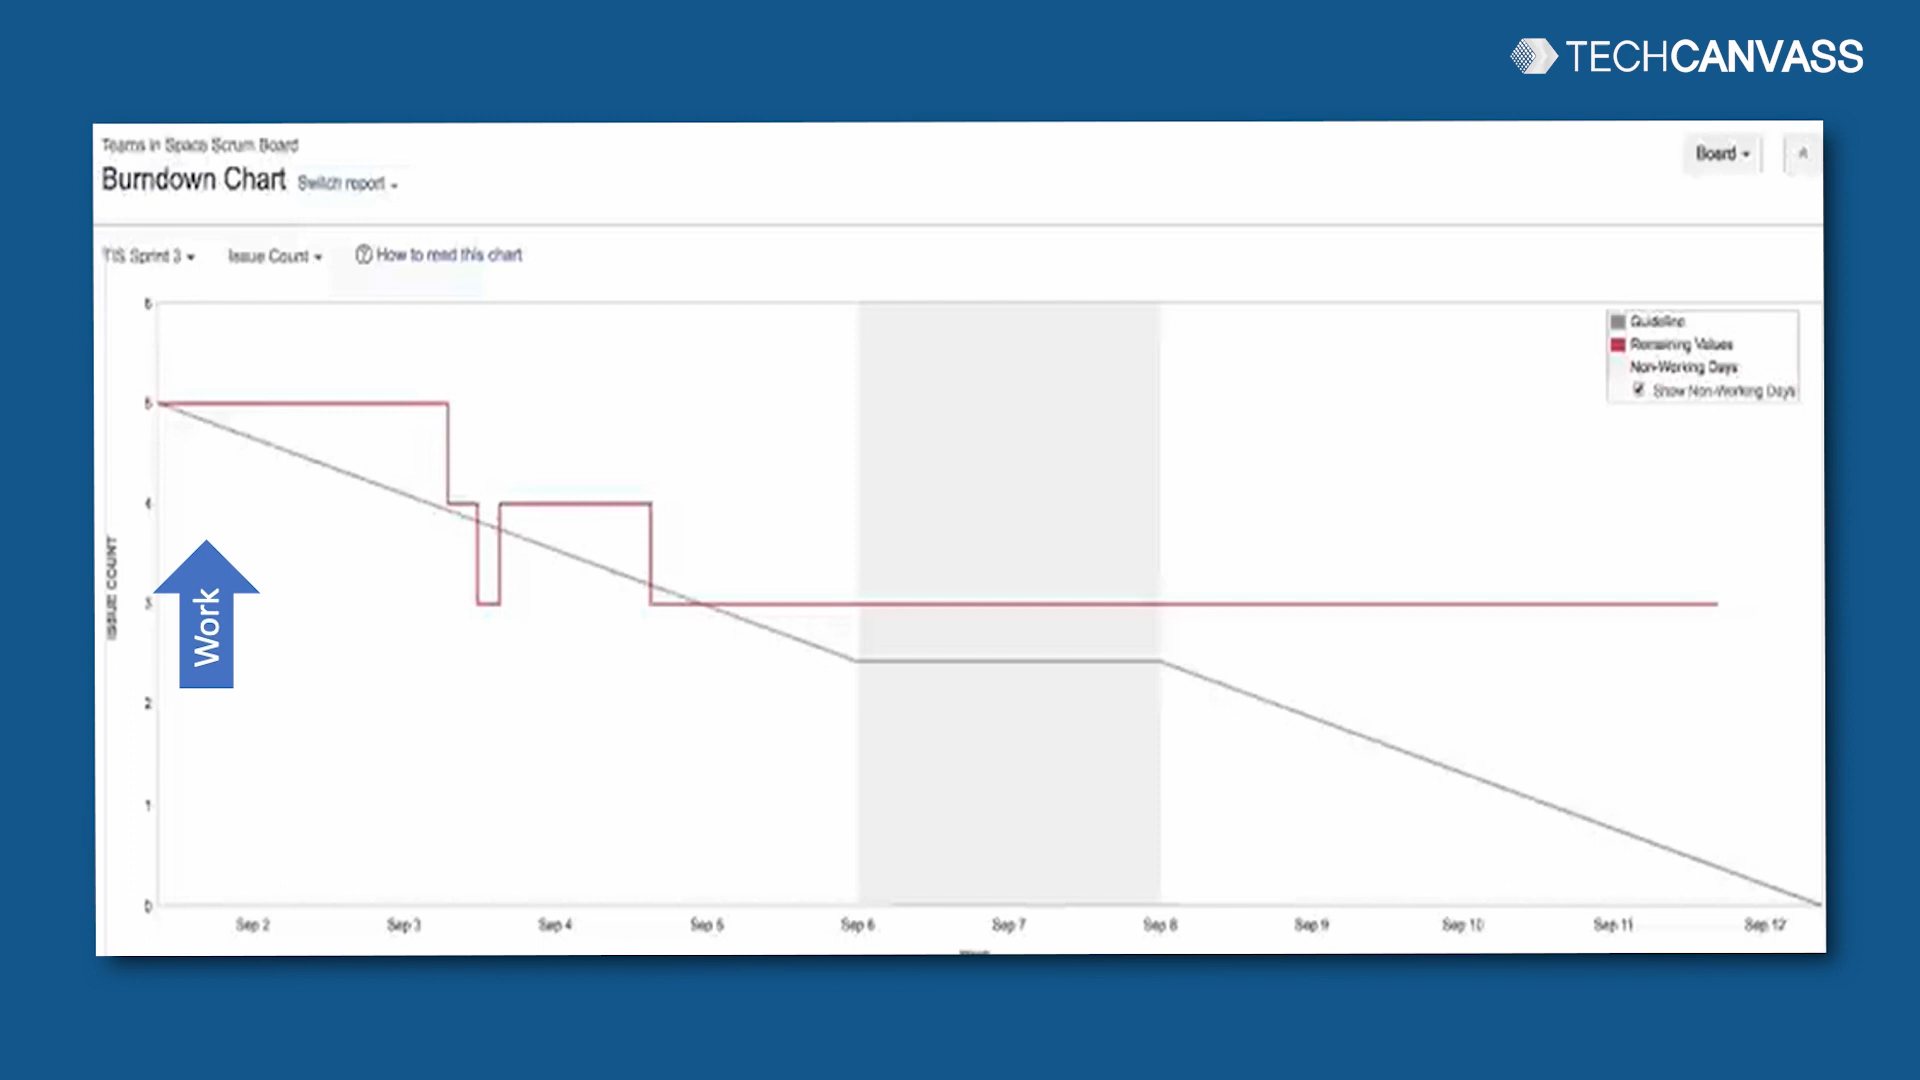 TECHCANVASS
Teams in Space Scrum Board
Burndown Chart Switch report
Board
TIS Sprint 3 Issue Count ? How to read this chart
6
Guideline
Remaining Values
Non-Working Days
Show Non-Working Days
5
4
ISSUE COUNT
Work
3
2
1
0
Sep 2 Sep 3 Sep 4 Sep 5 Sep 6 Sep 7 Sep 8 Sep 9 Sep 10 Sep 11 Sep 12